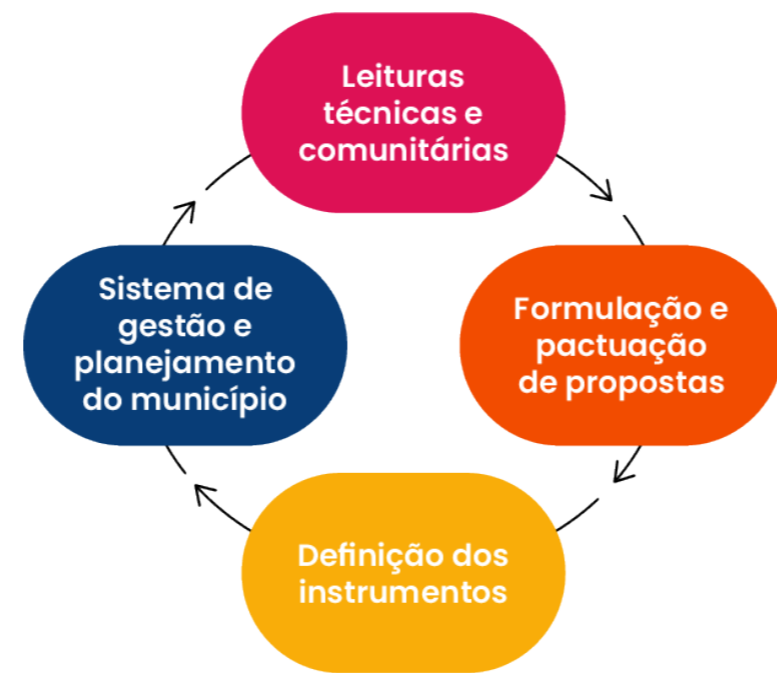 Leituras
técnicas e
comunitárias
Formulação e
pactuação
de propostas
Definição dos
instrumentos
Sistema de
gestão e
planejamento
do município